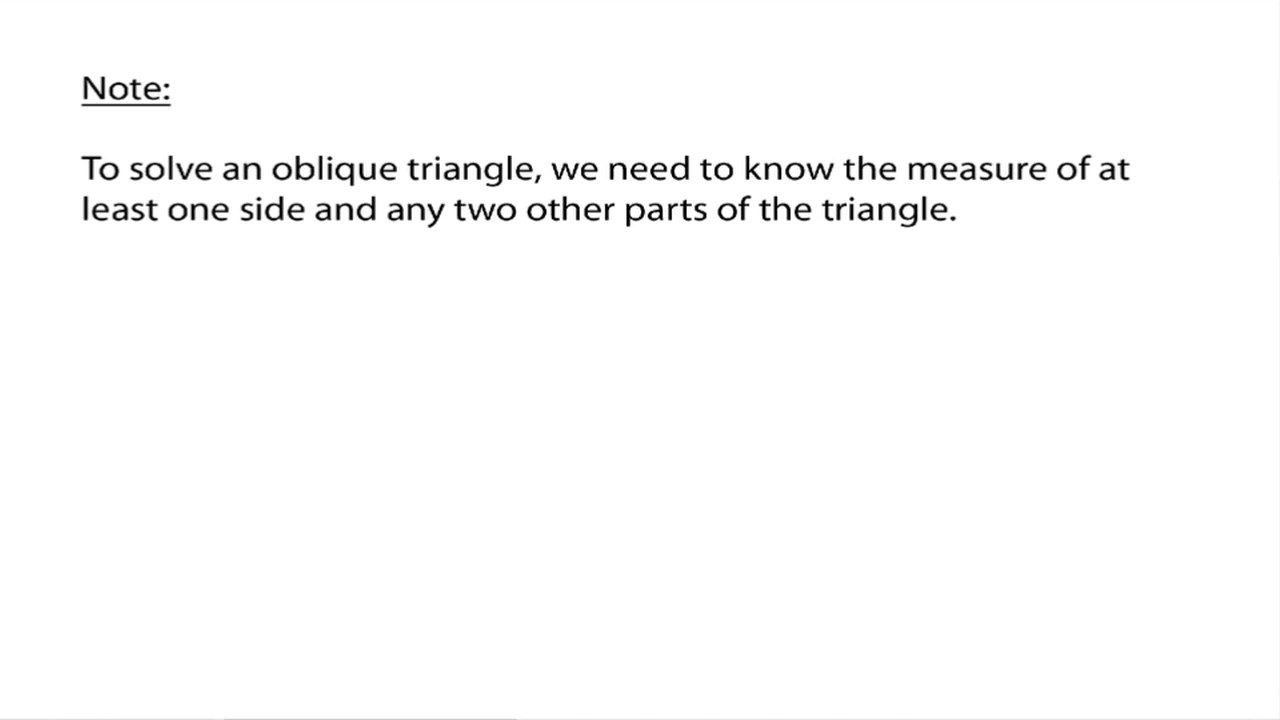 Note:
To solve an oblique triangle, we need to know the measure of at
least one side and any two other parts of the triangle.